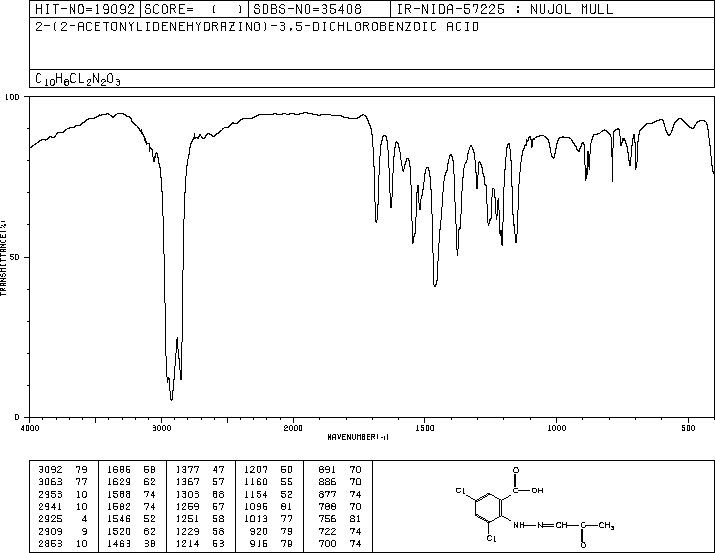 HIT-NO=19092 SCORE= ( ) SDBS-NO=35408 IR-NIDA-57225 : NUJOL MULL
2-(2-ACETONYLIDENEHYDRAZINO)-3,5-DICHLOROBENZOIC ACID
C10H8CL2N2O3
100
50
0
TRANSMITTANCE(%)
4000 3000 2000 1500 1000 500
WAVENUMBER(-1)
3092 79 1686 58 1377 47 1207 50 891 70
3063 77 1629 62 1367 57 1160 55 886 70
2953 10 1588 74 1303 68 1154 52 877 74
2941 10 1582 74 1259 57 1096 81 788 70
2925 4 1546 52 1251 58 1013 77 756 81
2909 9 1520 62 1229 58 920 79 722 74
2853 10 1463 38 1214 53 916 79 700 74
O
Cl C—OH
NH—N=CH—C—CH3
Cl O